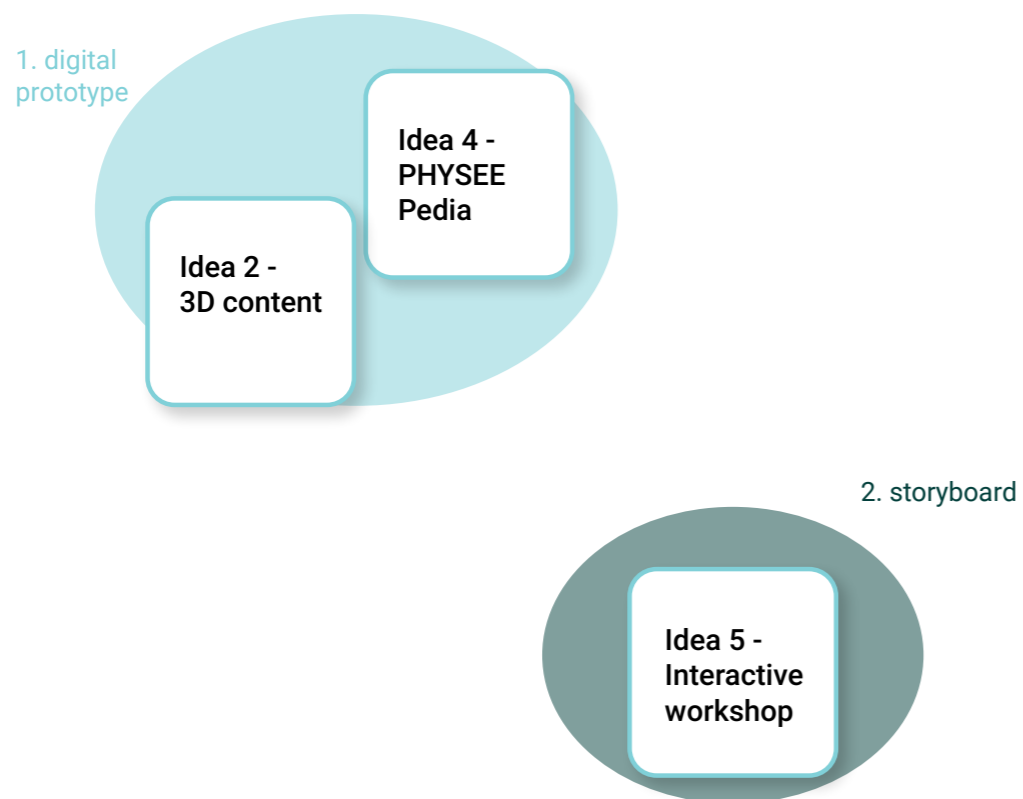 1. digital
prototype
Idea 4 -
PHYSEE
Pedia
Idea 2 -
3D content
2. storyboard
Idea 5 -
Interactive
workshop